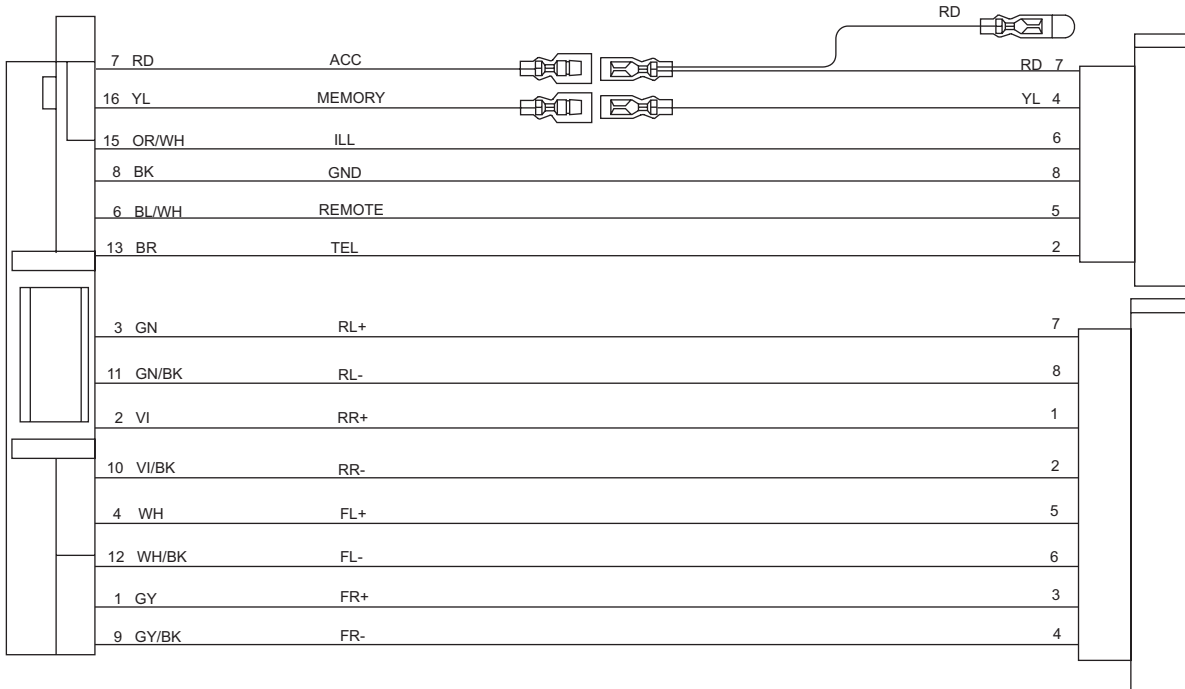 RD
7 RD ACC RD 7
16 YL MEMORY YL 4
15 OR/WH ILL 6
8 BK GND 8
6 BL/WH REMOTE 5
13 BR TEL 2
3 GN RL+ 7
11 GN/BK RL- 8
2 VI RR+ 1
10 VI/BK RR- 2
4 WH FL+ 5
12 WH/BK FL- 6
1 GY FR+ 3
9 GY/BK FR- 4